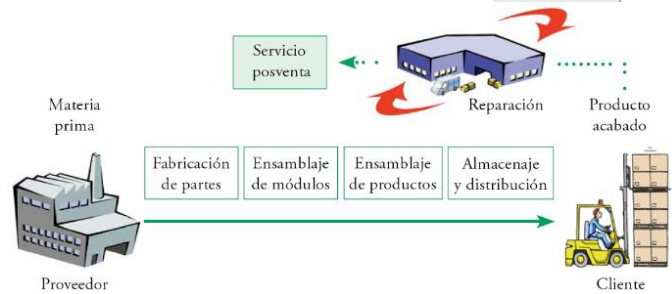 Servicio
posventa
Reparación
Materia
prima
Producto
acabado
Fabricación
de partes
Ensamblaje
de módulos
Ensamblaje
de productos
Almacenaje
y distribución
Proveedor
Cliente